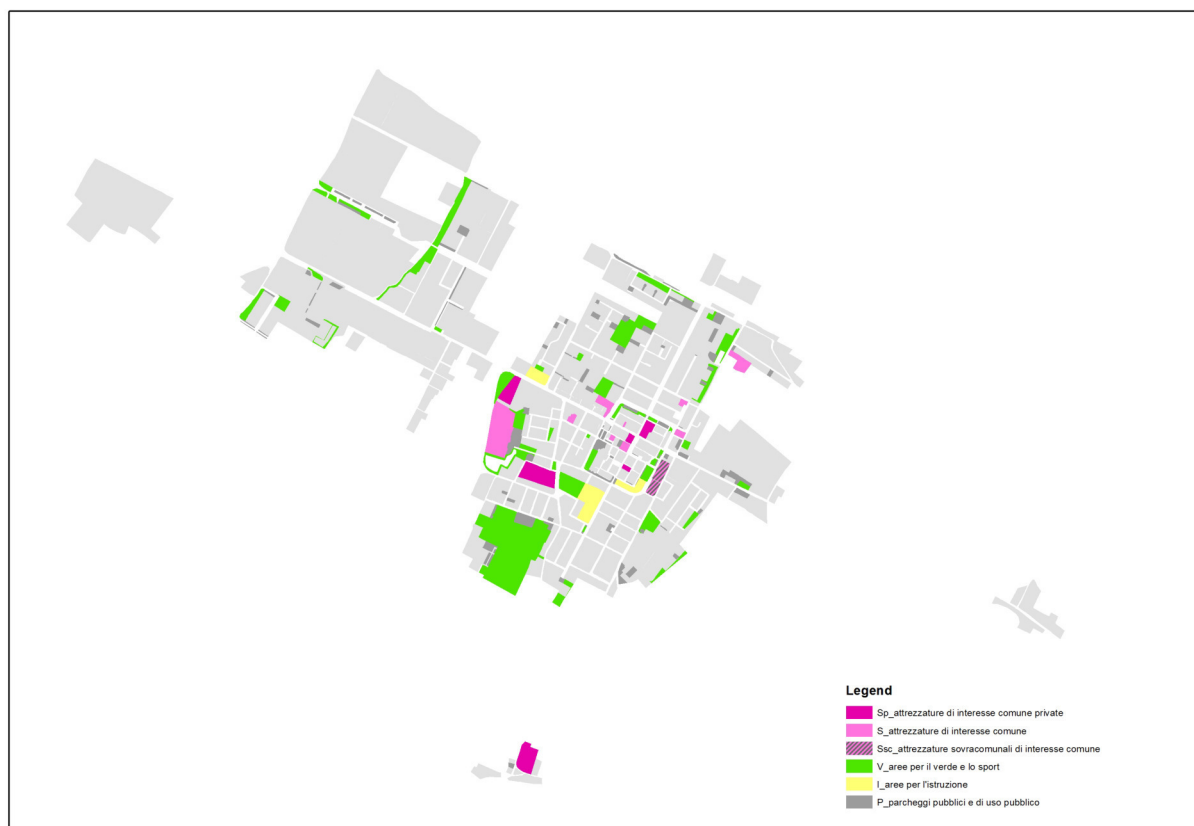 Legend
Sp_attrezzature di interesse comune private
S_attrezzature di interesse comune
Ssc_attrezzature sovracomunali di interesse comune
V_aree per il verde e lo sport
I_aree per l'istruzione
P_parcheggi pubblici e di uso pubblico